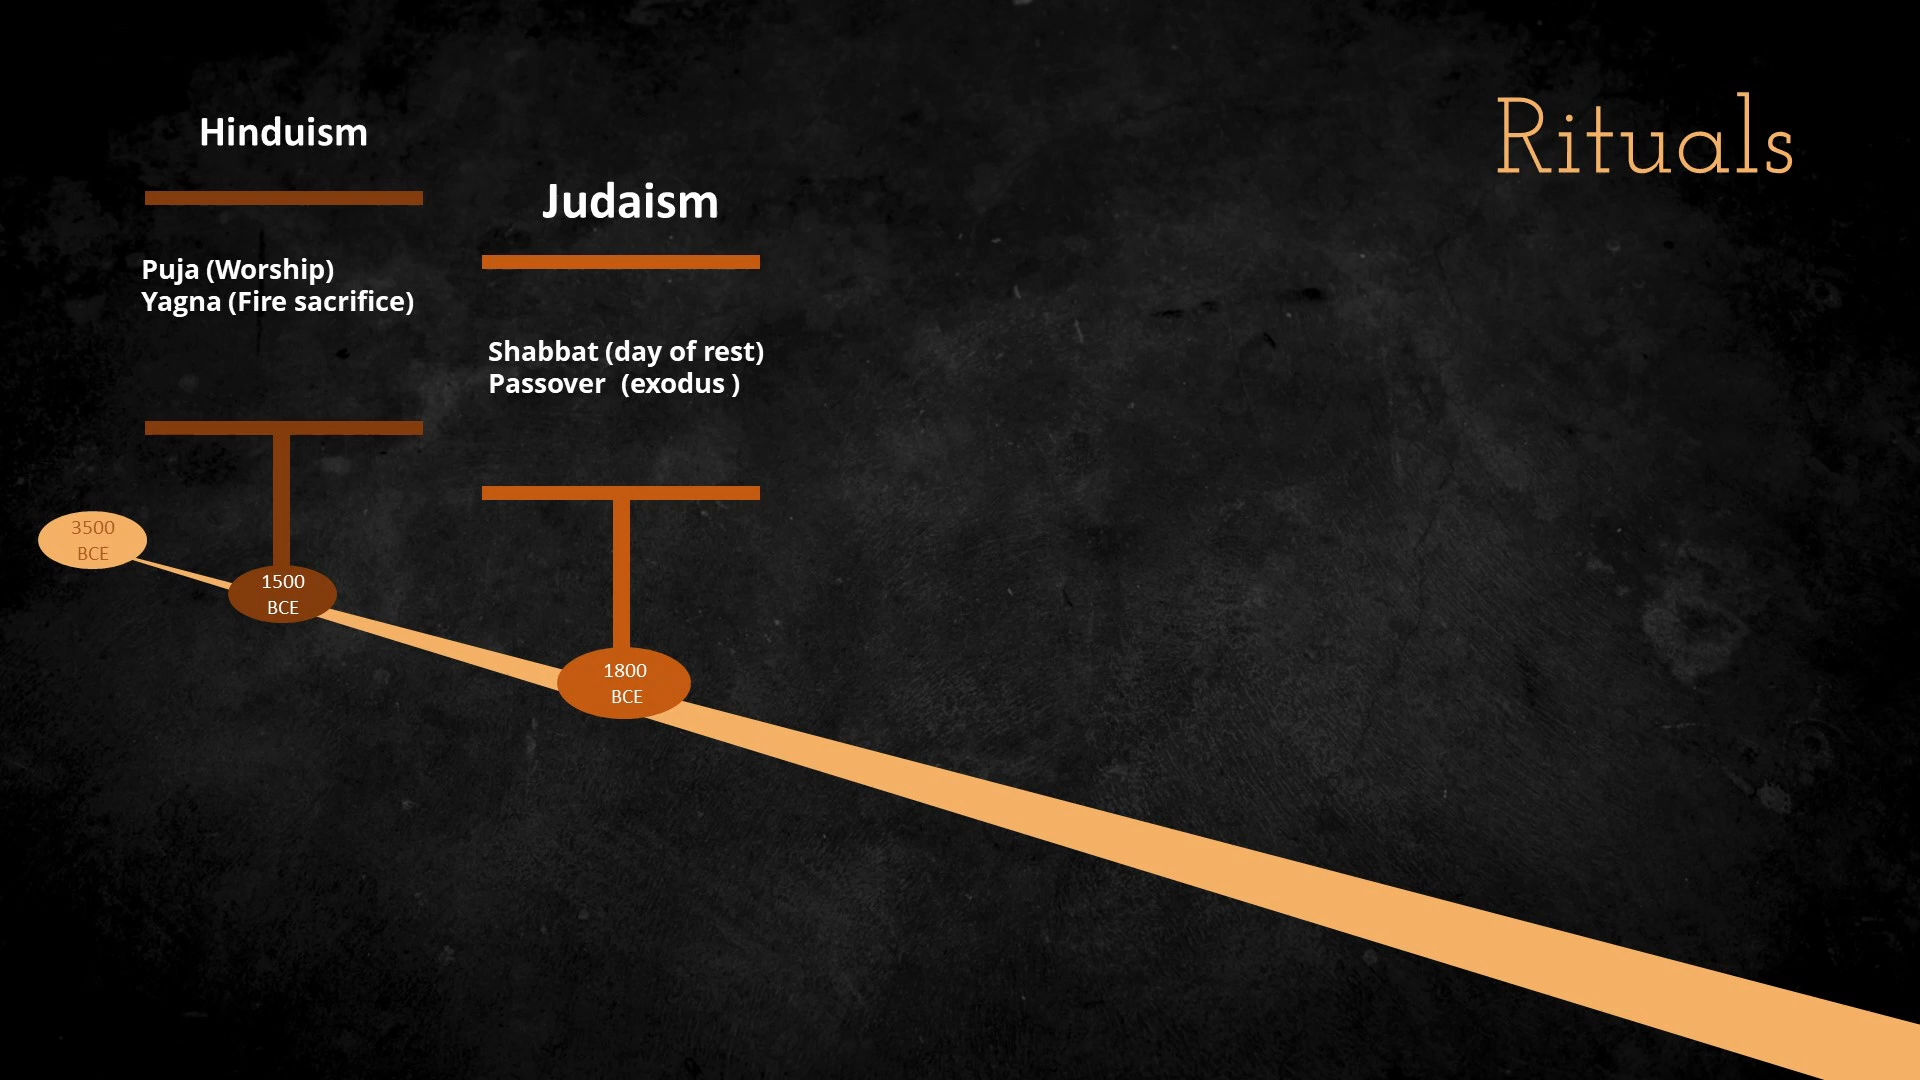 Rituals
Hinduism
Puja (Worship)
Yagna (Fire sacrifice)
Judaism
Shabbat (day of rest)
Passover  (exodus )
3500
BCE
1500
BCE
1800
BCE